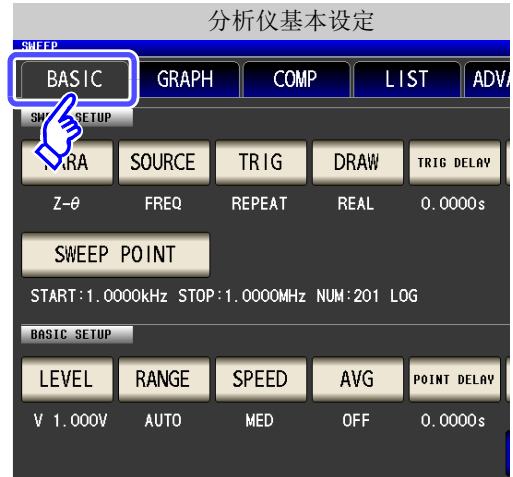 分析仪基本设定
SWEEP
BASIC GRAPH COMP LIST
SWEEP SETUP
PARA SOURCE TRIG DRAW TRIG DELAY
Z-θ FREQ REPEAT REAL 0.0000s
SWEEP POINT
START:1.0000kHz STOP:1.0000MHz NUM:201 LOG
BASIC SETUP
LEVEL RANGE SPEED AVG POINT DELAY
V 1.000V AUTO MED OFF 0.0000s